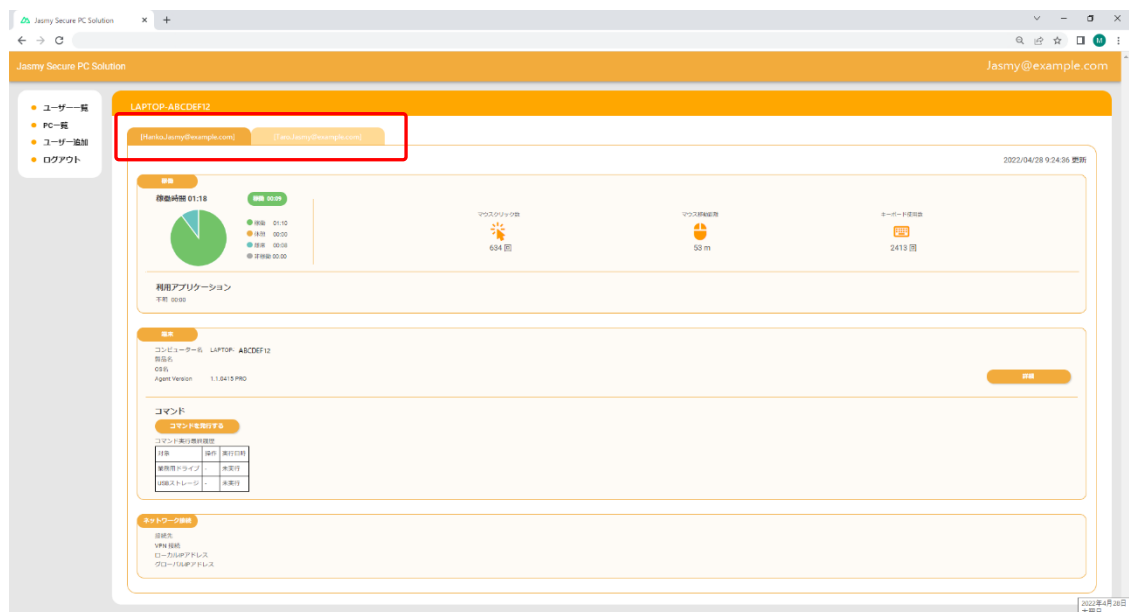 Jasmy Secure PC Solution
Jasmy Secure PC Solution
Jasmy@example.com
ユーザー一覧
PC一覧
ユーザー追加
ログアウト
LAPTOP-ABCDEF12
[Hanko.Jasmy@example.com]
[Taro.Jasmy@example.com]
2022/04/28 9:24:36 更新
稼働
稼働時間 01:18
稼働 00:09
稼働 01:10
休憩 00:00
離席 00:08
非稼働 00:00
マウスクリック数
634 回
マウス移動距離
53 m
キーボード使用数
2413 回
利用アプリケーション
不明 00:00
基本
コンピューター名 LAPTOP- ABCDEF12
製品名
OS名
Agent Version 1.1.0415 PRO
詳細
コマンド
コマンドを発行する
コマンド実行最終履歴
対象 操作 実行日時
業務用ドライブ - 未実行
USBストレージ - 未実行
ネットワーク接続
接続先
VPN 接続
ローカルIPアドレス
グローバルIPアドレス
2022年4月28日